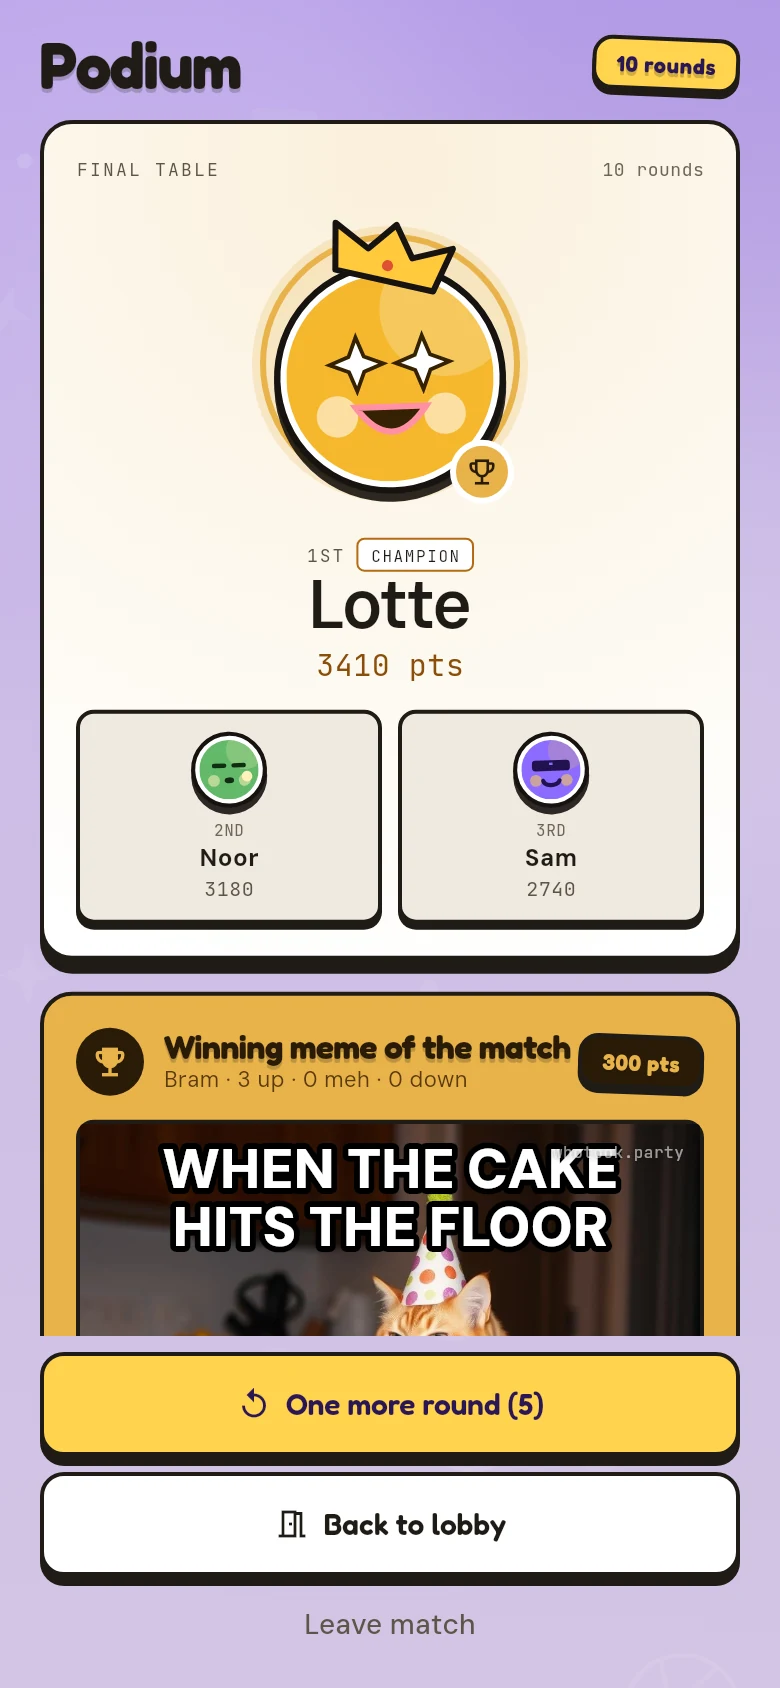 Podium
10 rounds
FINAL TABLE
10 rounds
1ST
CHAMPION
Lotte
3410 pts
2ND
Noor
3180
3RD
Sam
2740
Winning meme of the match
Bram · 3 up · 0 meh · 0 down
300 pts
WHEN THE CAKE
HITS THE FLOOR
One more round (5)
Back to lobby
Leave match